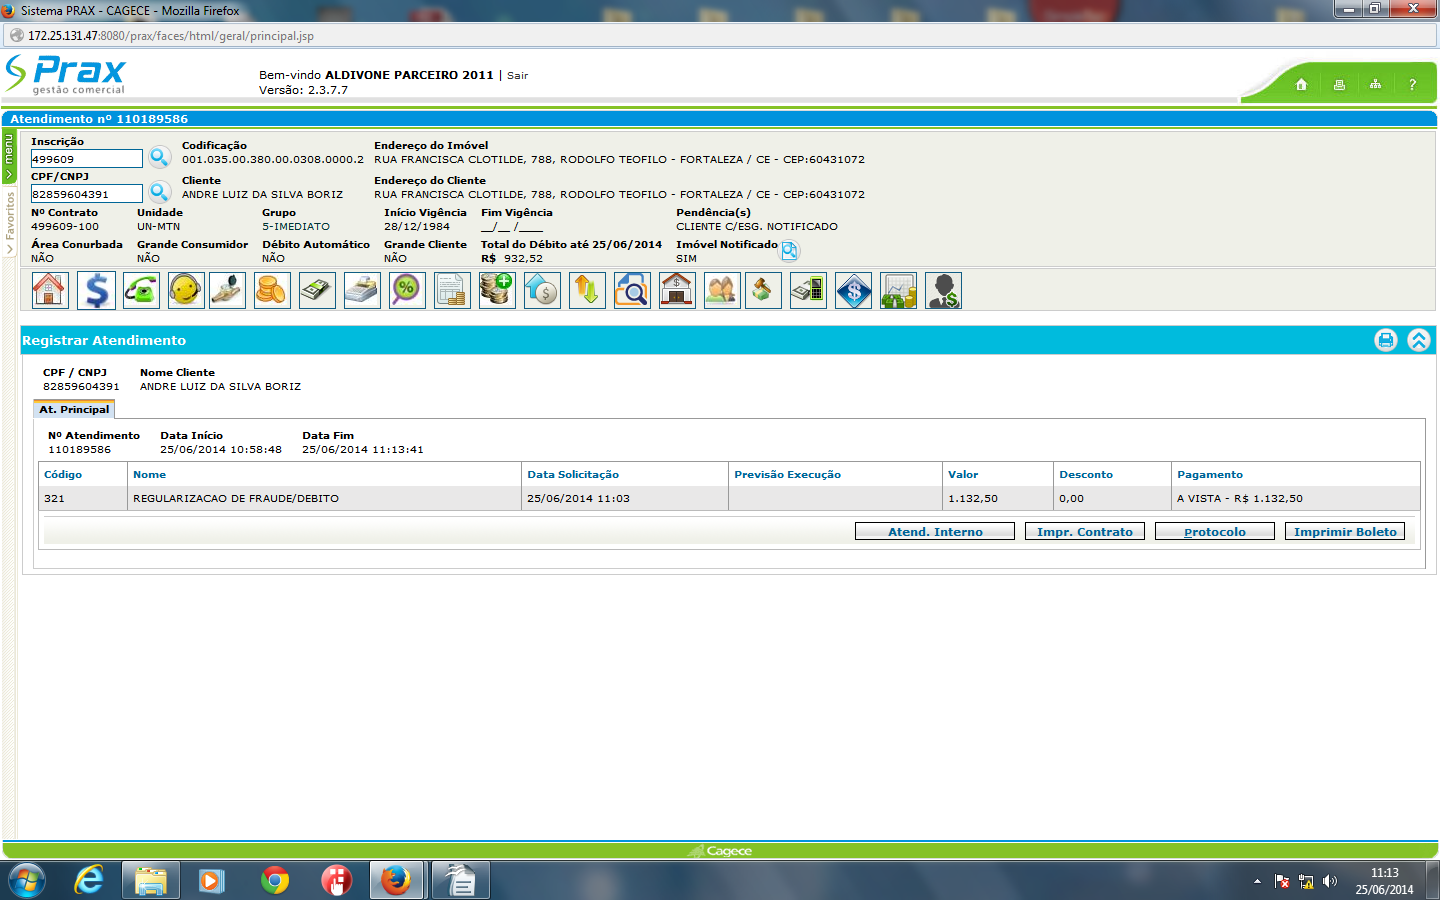 Sistema PRAX - CAGECE - Mozilla Firefox
172.25.131.47:8080/prax/faces/html/geral/principal.jsp
Prax
gestão comercial
Bem-vindo ALDIVONE PARCEIRO 2011 | Sair
Versão: 2.3.7.7
?
Atendimento nº 110189586
menu
Favoritos
Inscrição Codificação Endereço do Imóvel
499609 001.035.00.380.00.0308.0000.2 RUA FRANCISCA CLOTILDE, 788, RODOLFO TEOFILO - FORTALEZA / CE - CEP:60431072
CPF/CNPJ Cliente Endereço do Cliente
82859604391 ANDRE LUIZ DA SILVA BORIZ RUA FRANCISCA CLOTILDE, 788, RODOLFO TEOFILO - FORTALEZA / CE - CEP:60431072
Nº Contrato Unidade Grupo Início Vigência Fim Vigência Pendência(s)
499609-100 UN-MTN 5-IMEDIATO 28/12/1984 __/__ /____ CLIENTE C/ESG. NOTIFICADO
Área Conurbada Grande Consumidor Débito Automático Grande Cliente Total do Débito até 25/06/2014 Imóvel Notificado
NÃO NÃO NÃO NÃO R$ 932,52 SIM
Registrar Atendimento
CPF / CNPJ Nome Cliente
82859604391 ANDRE LUIZ DA SILVA BORIZ
At. Principal
Nº Atendimento Data Início Data Fim
110189586 25/06/2014 10:58:48 25/06/2014 11:13:41
Código Nome Data Solicitação Previsão Execução Valor Desconto Pagamento
321 REGULARIZACAO DE FRAUDE/DEBITO 25/06/2014 11:03 1.132,50 0,00 A VISTA - R$ 1.132,50
Atend. Interno Impr. Contrato Protocolo Imprimir Boleto
Cagece
11:13
25/06/2014